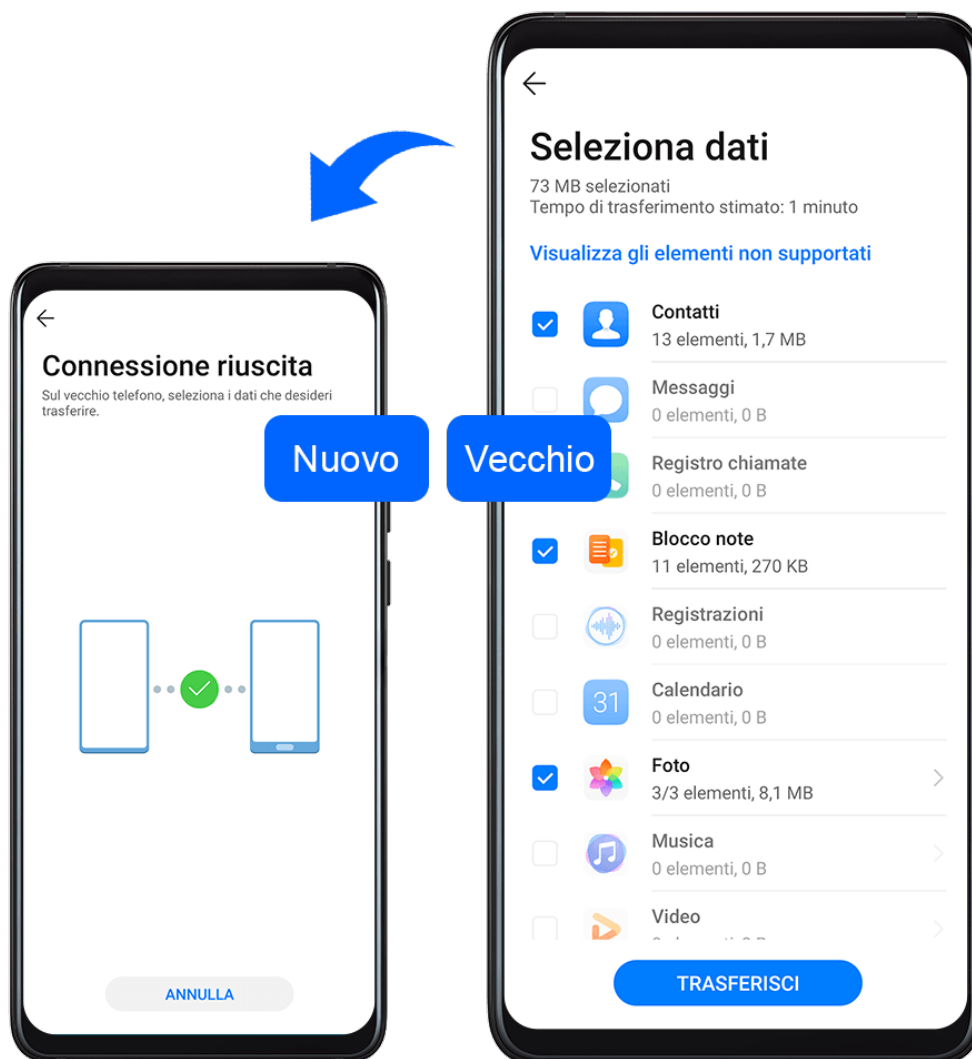 Connessione riuscita
Sul vecchio telefono, seleziona i dati che desideri
trasferire.
Nuovo
ANNULLA
Vecchio
Seleziona dati
73 MB selezionati
Tempo di trasferimento stimato: 1 minuto
Visualizza gli elementi non supportati
Contatti
13 elementi, 1,7 MB
Messaggi
0 elementi, 0 B
Registro chiamate
0 elementi, 0 B
Blocco note
11 elementi, 270 KB
Registrazioni
0 elementi, 0 B
31
Calendario
0 elementi, 0 B
Foto
3/3 elementi, 8,1 MB
Musica
0 elementi, 0 B
Video
TRASFERISCI